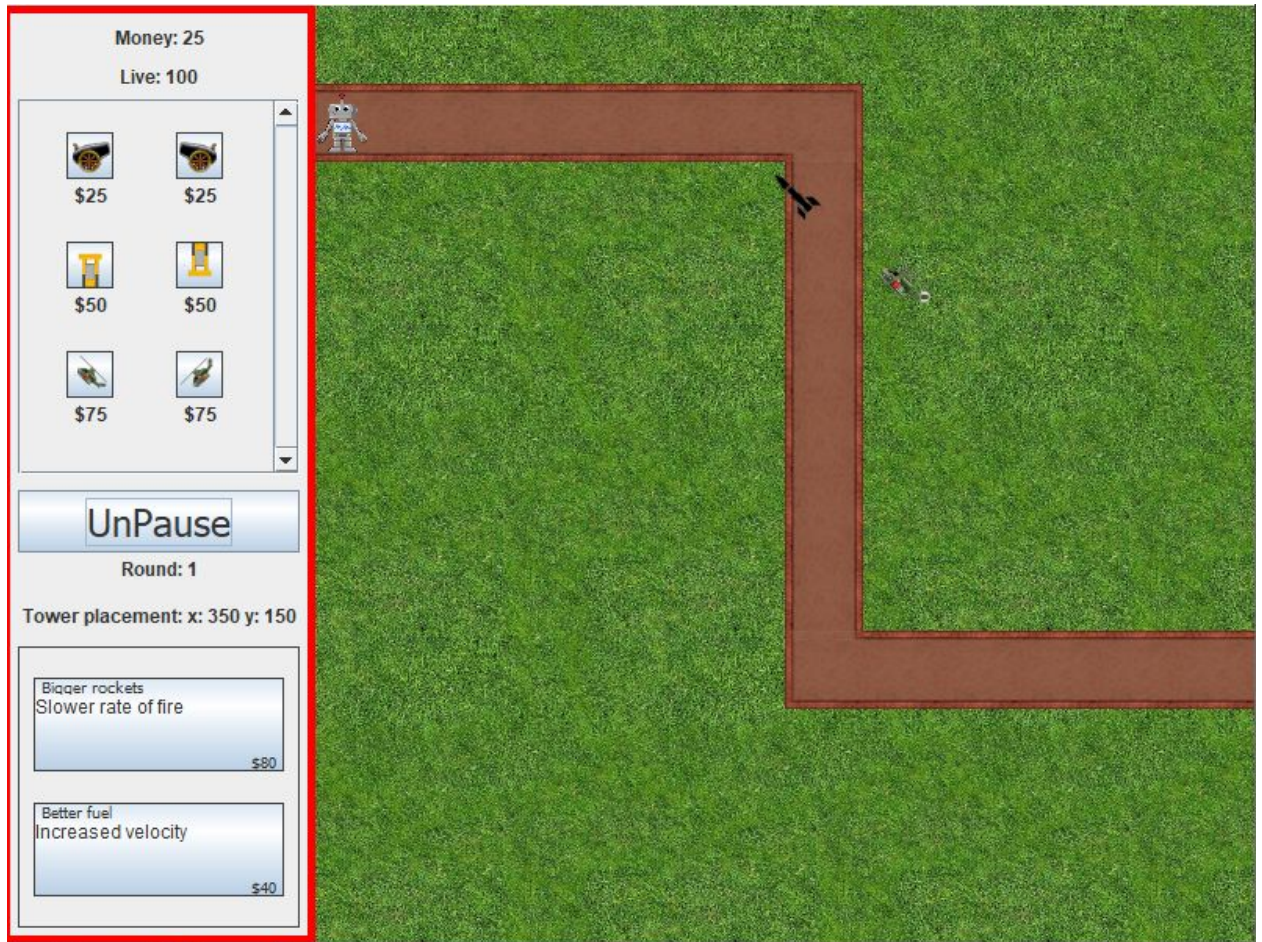 Money: 25
Live: 100
$25 $25
$50 $50
$75 $75
UnPause
Round: 1
Tower placement: x: 350 y: 150
Bigger rockets
Slower rate of fire
$80
Better fuel
Increased velocity
$40